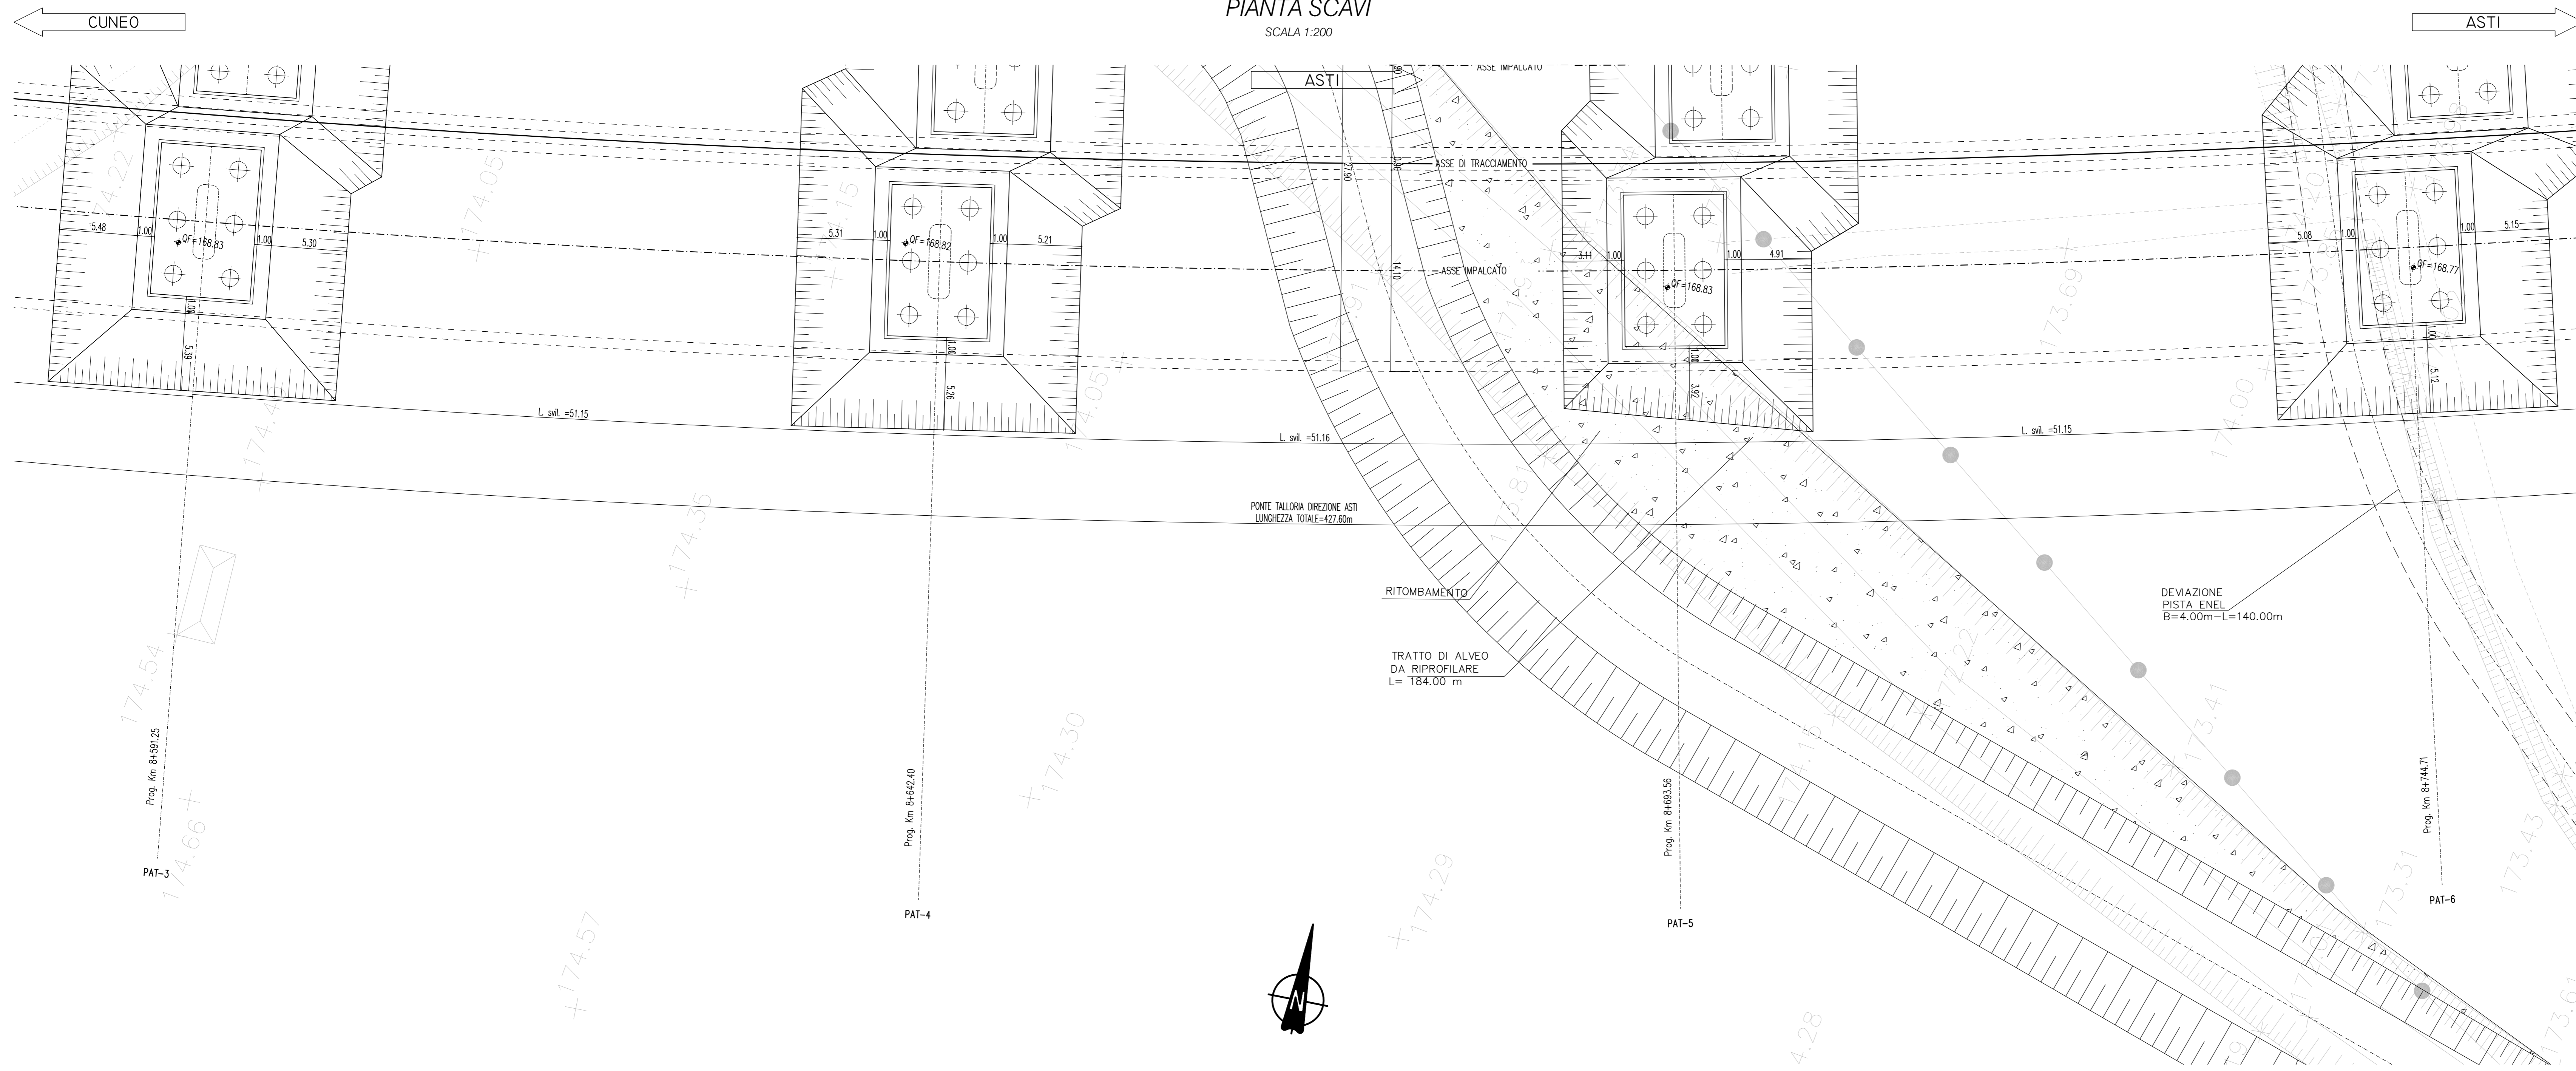 PIANTA SCAVI
SCALA 1:200
CUNEO
ASTI
ASTI
ASSE IMPALCATO
ASSE DI TRACCIAMENTO
ASSE IMPALCATO
27.90
14.10
5.48
1.00
QF=168.83
1.00
5.30
1.00
5.39
5.31
1.00
QF=168.82
1.00
5.21
1.00
5.26
3.11
1.00
QF=168.83
1.00
4.91
1.00
3.92
5.08
1.00
QF=168.77
1.00
5.15
1.00
5.12
L. svil. =51.15
L. svil. =51.16
L. svil. =51.15
PONTE TALLORIA DIREZIONE ASTI
LUNGHEZZA TOTALE=427.60m
RITOMBAMENTO
TRATTO DI ALVEO
DA RIPROFILARE
L= 184.00 m
DEVIAZIONE
PISTA ENEL
B=4.00m-L=140.00m
174.22
174.05
174.15
174.05
174.35
174.54
174.66
174.57
174.30
174.29
173.69
174.00
173.41
173.31
173.43
173.61
174.15
Prog. Km 8+591.25
PAT-3
Prog. Km 8+642.40
PAT-4
Prog. Km 8+693.56
PAT-5
Prog. Km 8+744.71
PAT-6
N